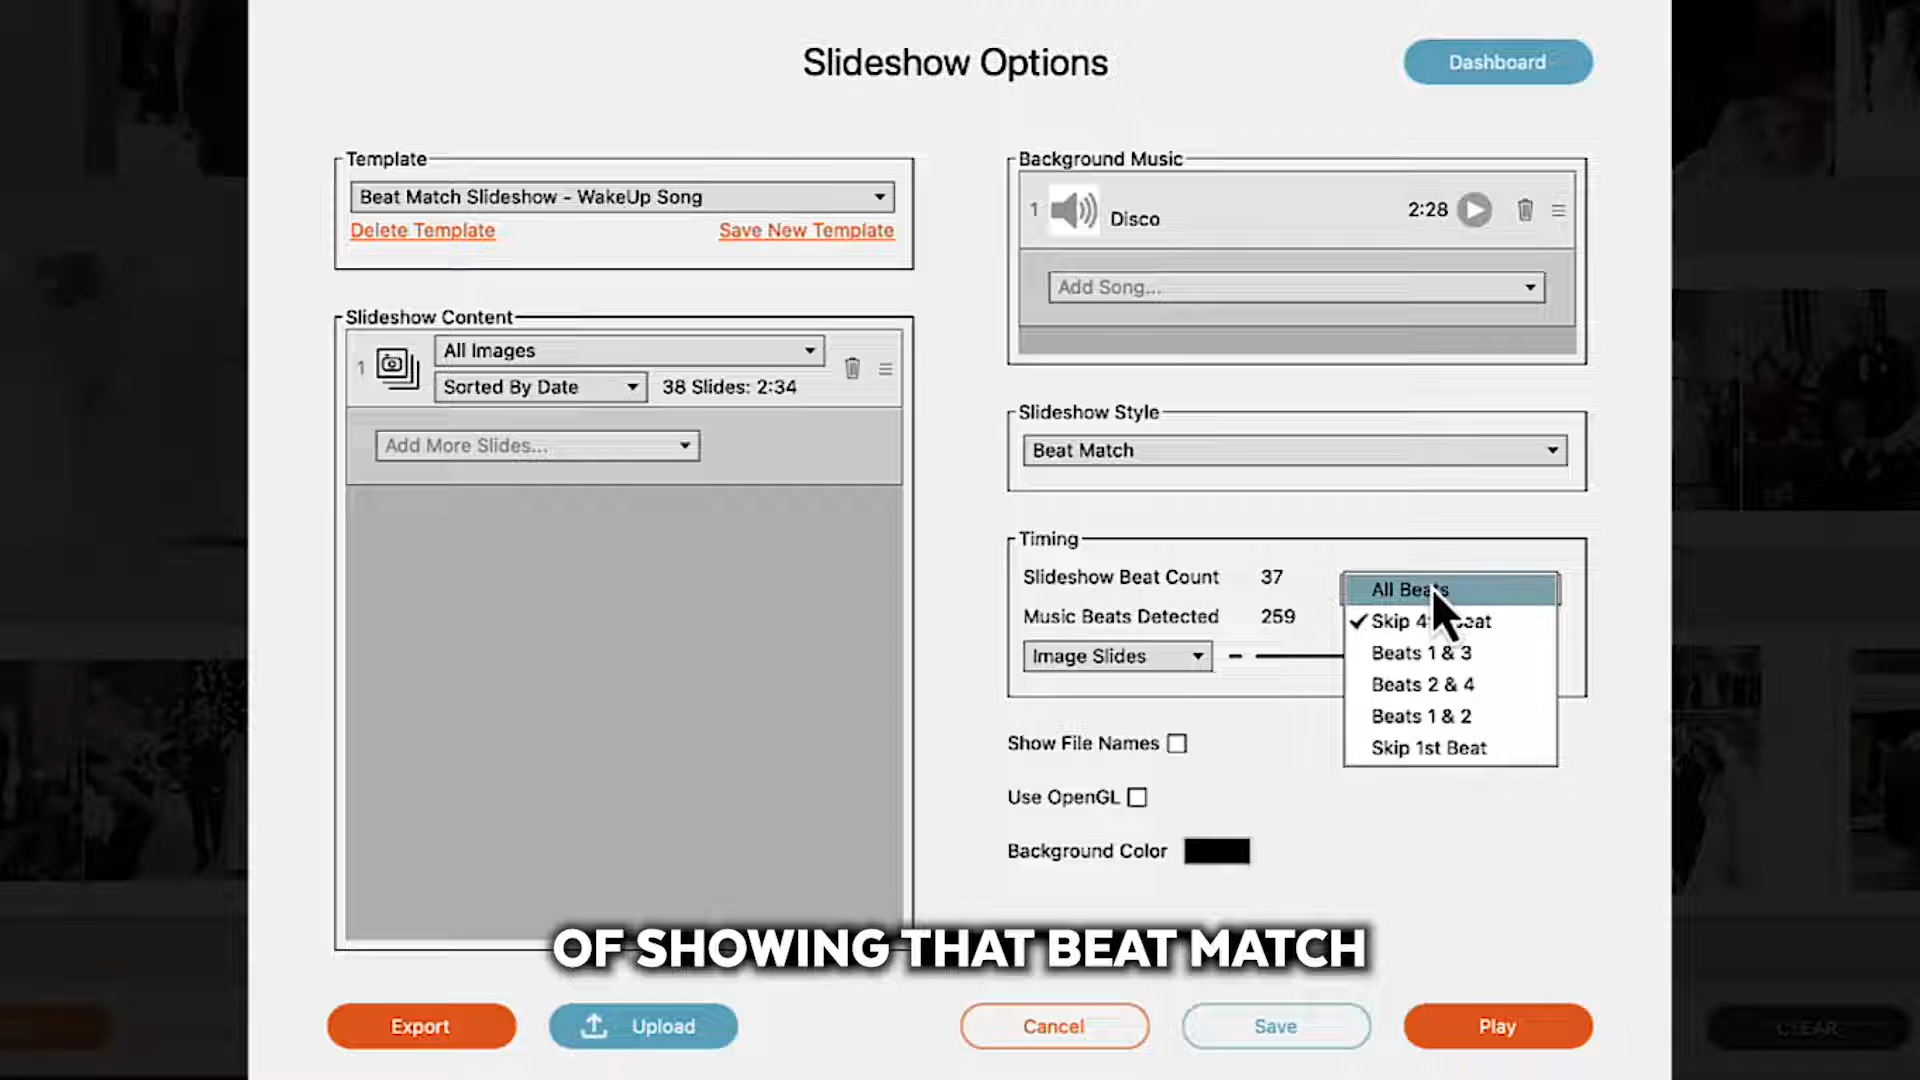 Slideshow Options
Dashboard
Template
Beat Match Slideshow - WakeUp Song
Delete Template
Save New Template
Slideshow Content
1
All Images
Sorted By Date
38 Slides: 2:34
Add More Slides...
Background Music
1
Disco
2:28
Add Song...
Slideshow Style
Beat Match
Timing
Slideshow Beat Count 37
Music Beats Detected 259
Image Slides
All Beats
Skip 4th Beat
Beats 1 & 3
Beats 2 & 4
Beats 1 & 2
Skip 1st Beat
Show File Names
Use OpenGL
Background Color
OF SHOWING THAT BEAT MATCH
Export
Upload
Cancel
Save
Play
CLEAR